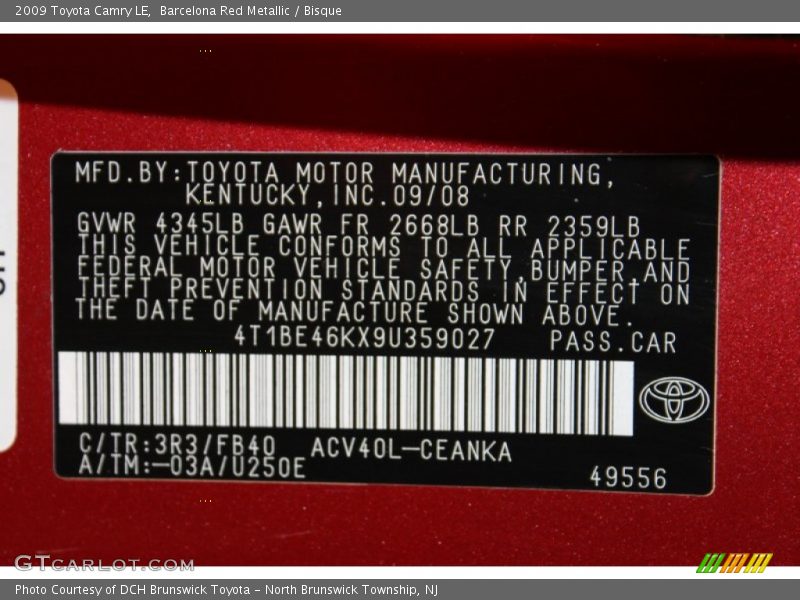 2009 Toyota Camry LE,  Barcelona Red Metallic / Bisque
MFD.BY:TOYOTA MOTOR MANUFACTURING,
KENTUCKY,INC.09/08
GVWR 4345LB GAWR FR 2668LB RR 2359LB
THIS VEHICLE CONFORMS TO ALL APPLICABLE
FEDERAL MOTOR VEHICLE SAFETY,BUMPER,AND
THEFT PREVENTION STANDARDS IN EFFECT ON
THE DATE OF MANUFACTURE SHOWN ABOVE.
4T1BE46KX9U359027 PASS.CAR
C/TR:3R3/FB40 ACV40L-CEANKA
A/TM:-03A/U250E
49556
GTcarlot.com
Photo Courtesy of DCH Brunswick Toyota - North Brunswick Township, NJ